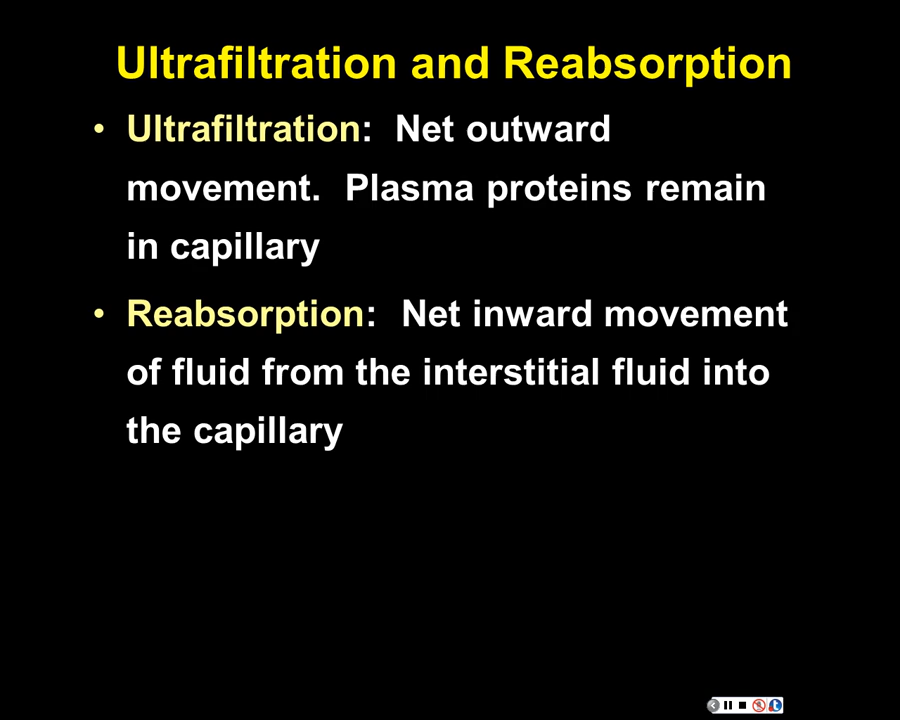 Ultrafiltration and Reabsorption
• Ultrafiltration:  Net outward
movement.  Plasma proteins remain
in capillary
• Reabsorption:  Net inward movement
of fluid from the interstitial fluid into
the capillary